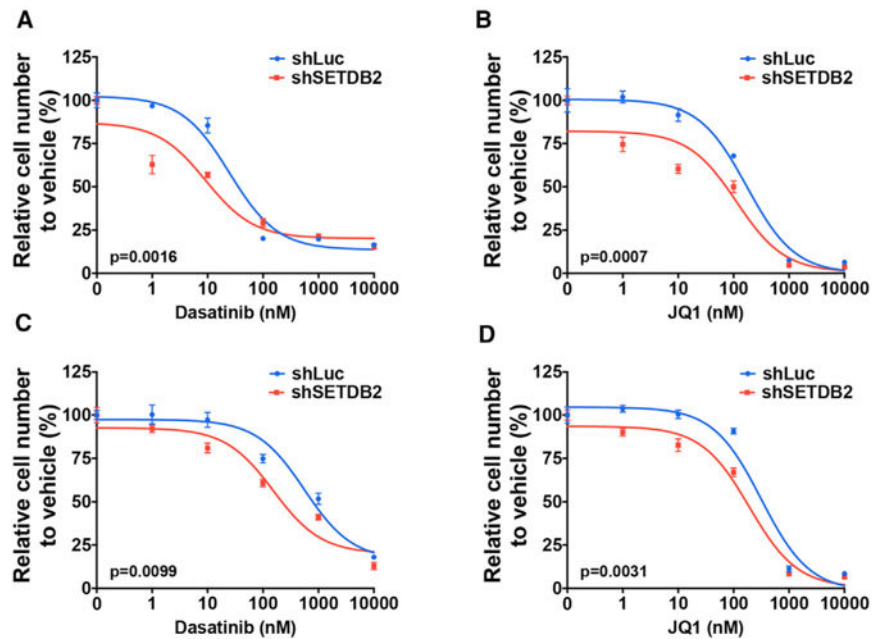 A
Relative cell number
to vehicle (%)
125
100
75
50
25
0
shLuc
shSETDB2
p=0.0016
0 1 10 100 1000 10000
Dasatinib (nM)
B
Relative cell number
to vehicle (%)
125
100
75
50
25
0
shLuc
shSETDB2
p=0.0007
0 1 10 100 1000 10000
JQ1 (nM)
C
Relative cell number
to vehicle (%)
125
100
75
50
25
0
shLuc
shSETDB2
p=0.0099
0 1 10 100 1000 10000
Dasatinib (nM)
D
Relative cell number
to vehicle (%)
125
100
75
50
25
0
shLuc
shSETDB2
p=0.0031
0 1 10 100 1000 10000
JQ1 (nM)